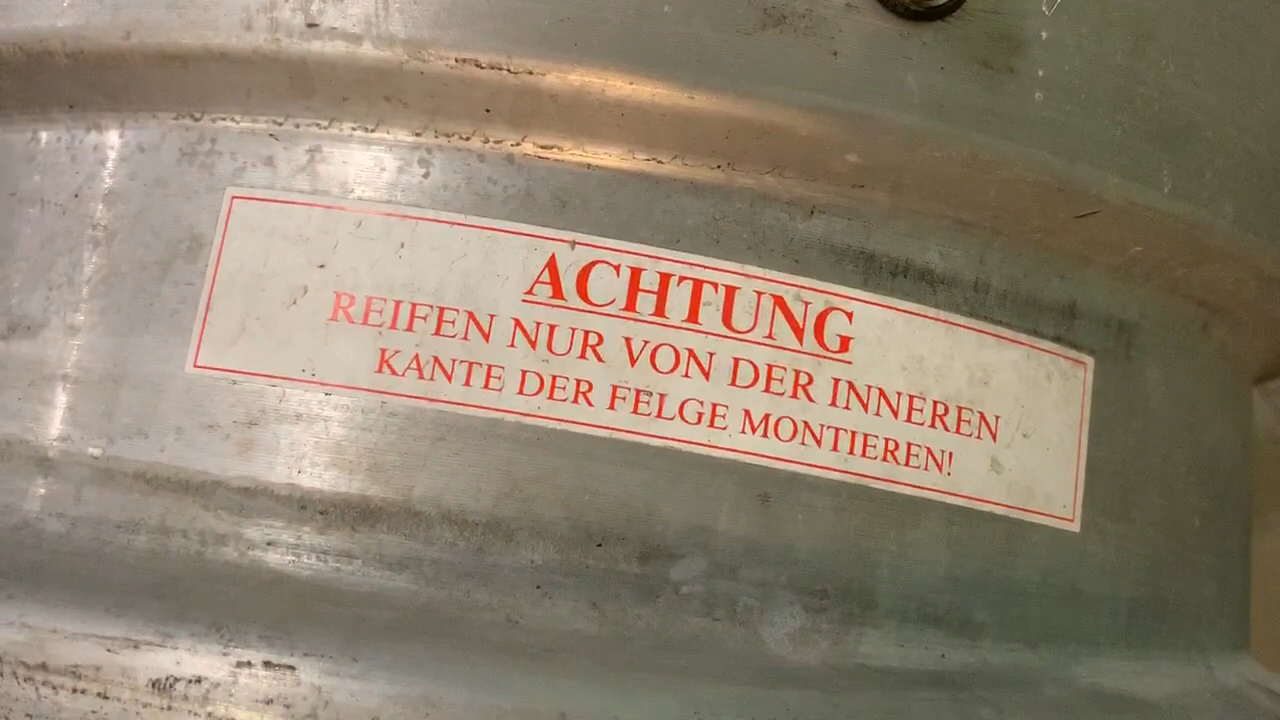 ACHTUNG
REIFEN NUR VON DER INNEREN
KANTE DER FELGE MONTIEREN!